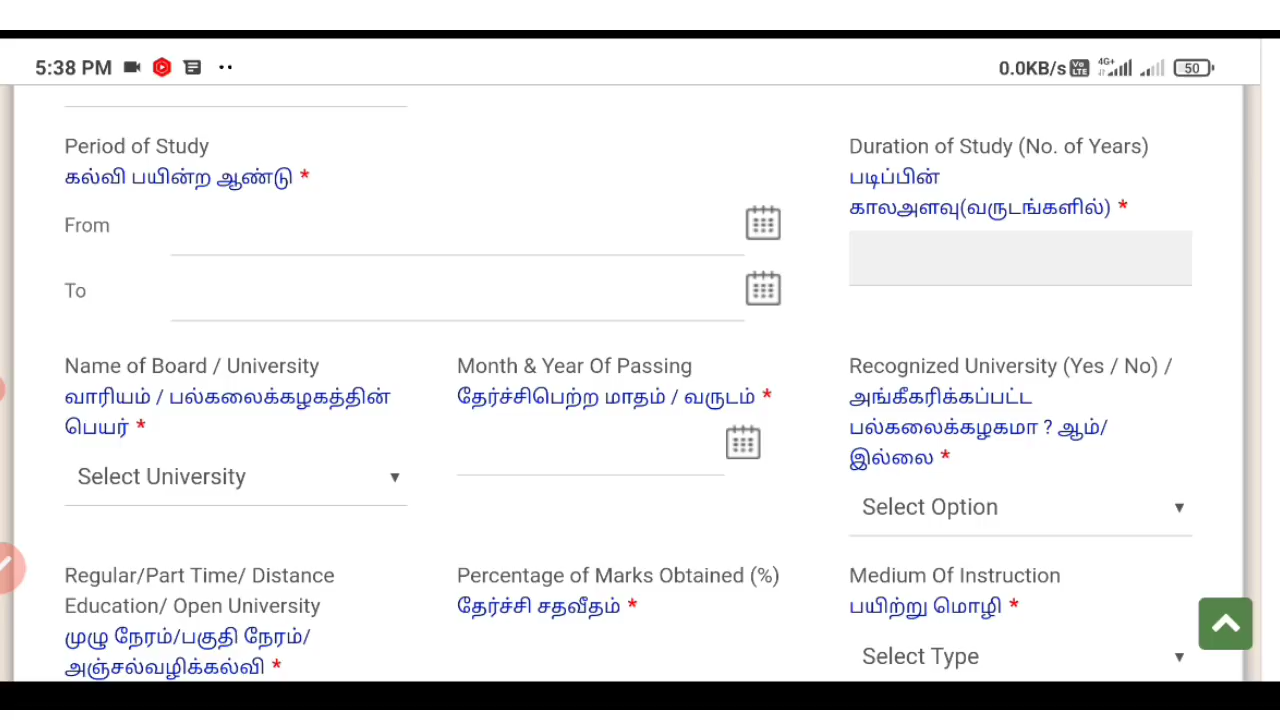 5:38 PM
0.0KB/s Vo LTE 4G+ 50
Period of Study
கல்வி பயின்ற ஆண்டு *
From
To
Duration of Study (No. of Years)
படிப்பின்
காலஅளவு(வருடங்களில்) *
Name of Board / University
வாரியம் / பல்கலைக்கழகத்தின்
பெயர் *
Select University
Month & Year Of Passing
தேர்ச்சிபெற்ற மாதம் / வருடம் *
Recognized University (Yes / No) /
அங்கீகரிக்கப்பட்ட
பல்கலைக்கழகமா ? ஆம்/
இல்லை *
Select Option
Regular/Part Time/ Distance
Education/ Open University
முழு நேரம்/பகுதி நேரம்/
அஞ்சல்வழிக்கல்வி *
Percentage of Marks Obtained (%)
தேர்ச்சி சதவீதம் *
Medium Of Instruction
பயிற்று மொழி *
Select Type